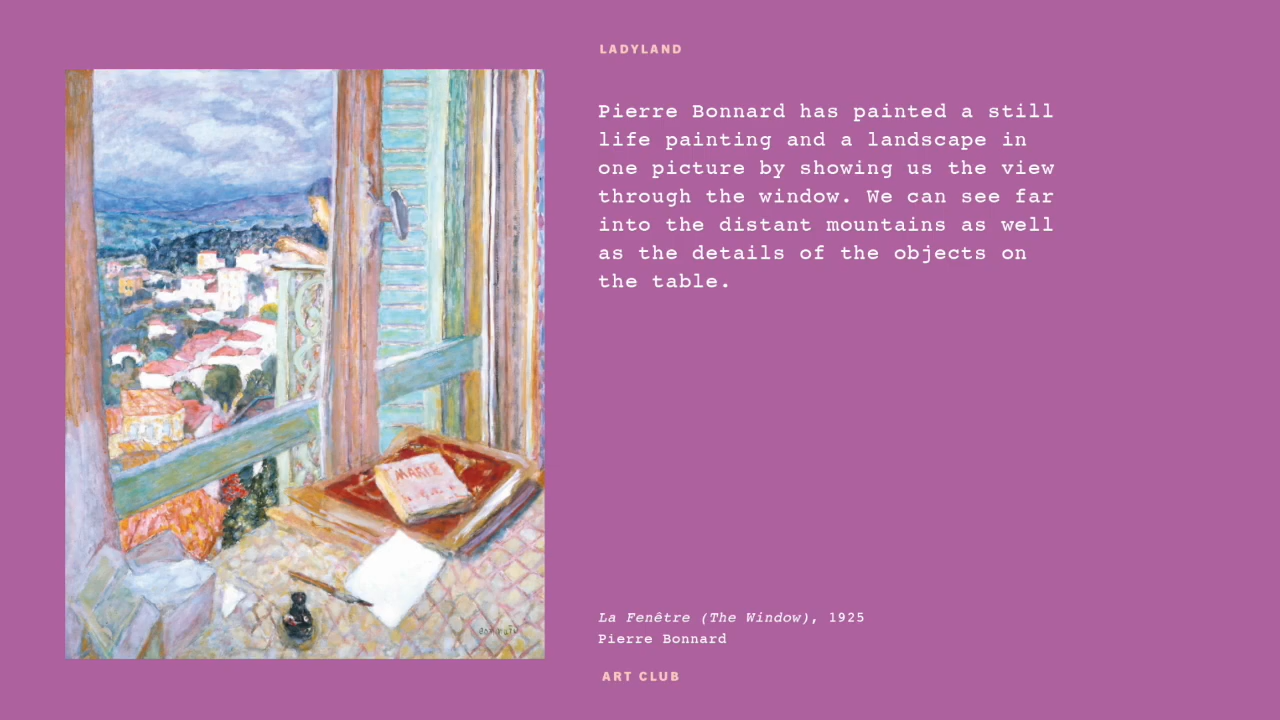 LADYLAND
Pierre Bonnard has painted a still
life painting and a landscape in
one picture by showing us the view
through the window. We can see far
into the distant mountains as well
as the details of the objects on
the table.
MARIE
Bonnard
La Fenêtre (The Window), 1925
Pierre Bonnard
ART CLUB